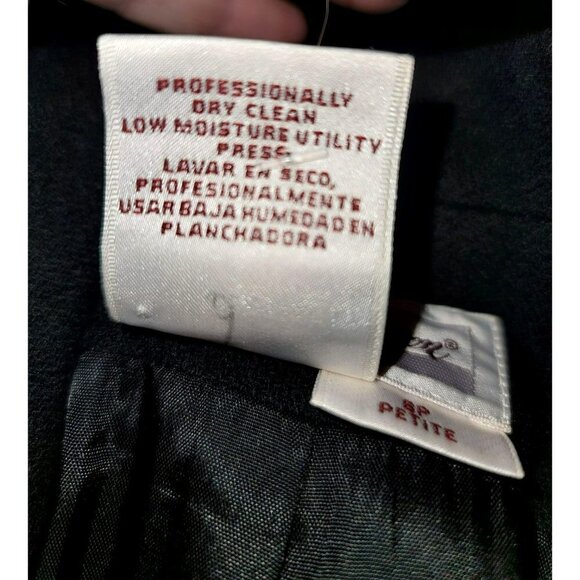 PROFESSIONALLY
DRY CLEAN
LOW MOISTURE UTILITY
PRESS.
LAVAR EN SECO,
PROFESIONALMENTE
USAR BAJA HUMEDAD EN
PLANCHADORA
8P
PETITE